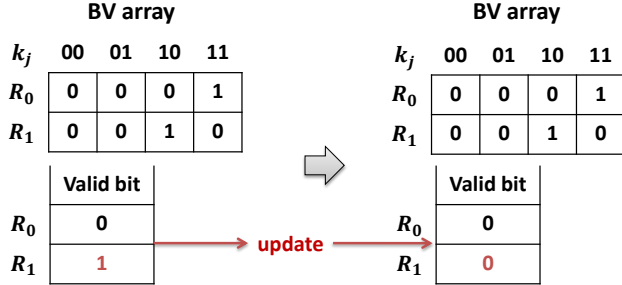 BV array
k_j 00 01 10 11
R_0 0 0 0 1
R_1 0 0 1 0
Valid bit
R_0 0
R_1 1
update
BV array
k_j 00 01 10 11
R_0 0 0 0 1
R_1 0 0 1 0
Valid bit
R_0 0
R_1 0